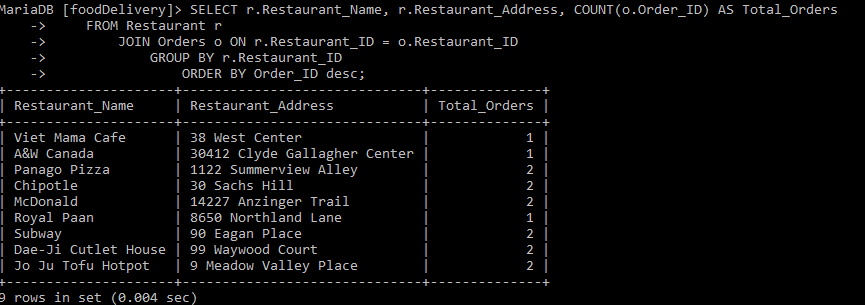 MariaDB [foodDelivery]> SELECT r.Restaurant_Name, r.Restaurant_Address, COUNT(o.Order_ID) AS Total_Orders
    ->     FROM Restaurant r
    ->         JOIN Orders o ON r.Restaurant_ID = o.Restaurant_ID
    ->             GROUP BY r.Restaurant_ID
    ->                 ORDER BY Order_ID desc;
+---------------------+-----------------------------+--------------+
| Restaurant_Name     | Restaurant_Address          | Total_Orders |
+---------------------+-----------------------------+--------------+
| Viet Mama Cafe      | 38 West Center              |            1 |
| A&W Canada          | 30412 Clyde Gallagher Center |            1 |
| Panago Pizza        | 1122 Summerview Alley       |            2 |
| Chipotle            | 30 Sachs Hill               |            2 |
| McDonald            | 14227 Anzinger Trail        |            2 |
| Royal Paan          | 8650 Northland Lane         |            1 |
| Subway              | 90 Eagan Place              |            2 |
| Dae-Ji Cutlet House | 99 Waywood Court            |            2 |
| Jo Ju Tofu Hotpot   | 9 Meadow Valley Place       |            2 |
+---------------------+-----------------------------+--------------+
9 rows in set (0.004 sec)